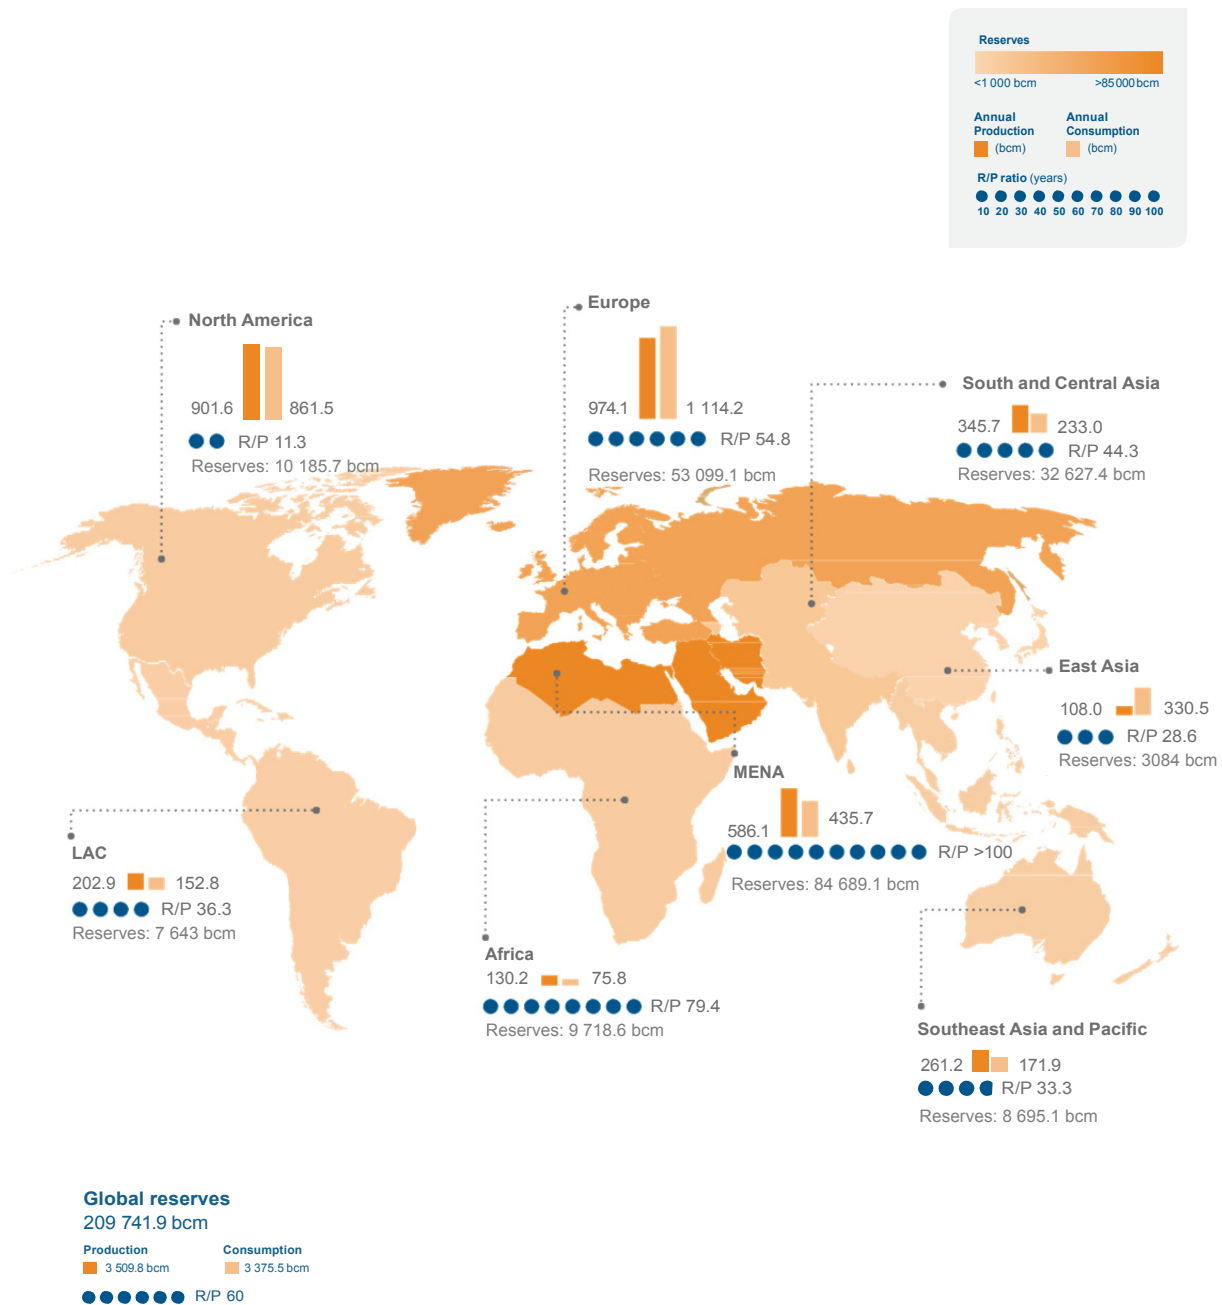 Reserves
<1 000 bcm >85 000 bcm
Annual Production (bcm)
Annual Consumption (bcm)
R/P ratio (years)
10 20 30 40 50 60 70 80 90 100
North America
901.6 861.5
R/P 11.3
Reserves: 10 185.7 bcm
Europe
974.1 1 114.2
R/P 54.8
Reserves: 53 099.1 bcm
South and Central Asia
345.7 233.0
R/P 44.3
Reserves: 32 627.4 bcm
East Asia
108.0 330.5
R/P 28.6
Reserves: 3084 bcm
MENA
586.1 435.7
R/P >100
Reserves: 84 689.1 bcm
LAC
202.9 152.8
R/P 36.3
Reserves: 7 643 bcm
Africa
130.2 75.8
R/P 79.4
Reserves: 9 718.6 bcm
Southeast Asia and Pacific
261.2 171.9
R/P 33.3
Reserves: 8 695.1 bcm
Global reserves
209 741.9 bcm
Production Consumption
3 509.8 bcm 3 375.5 bcm
R/P 60